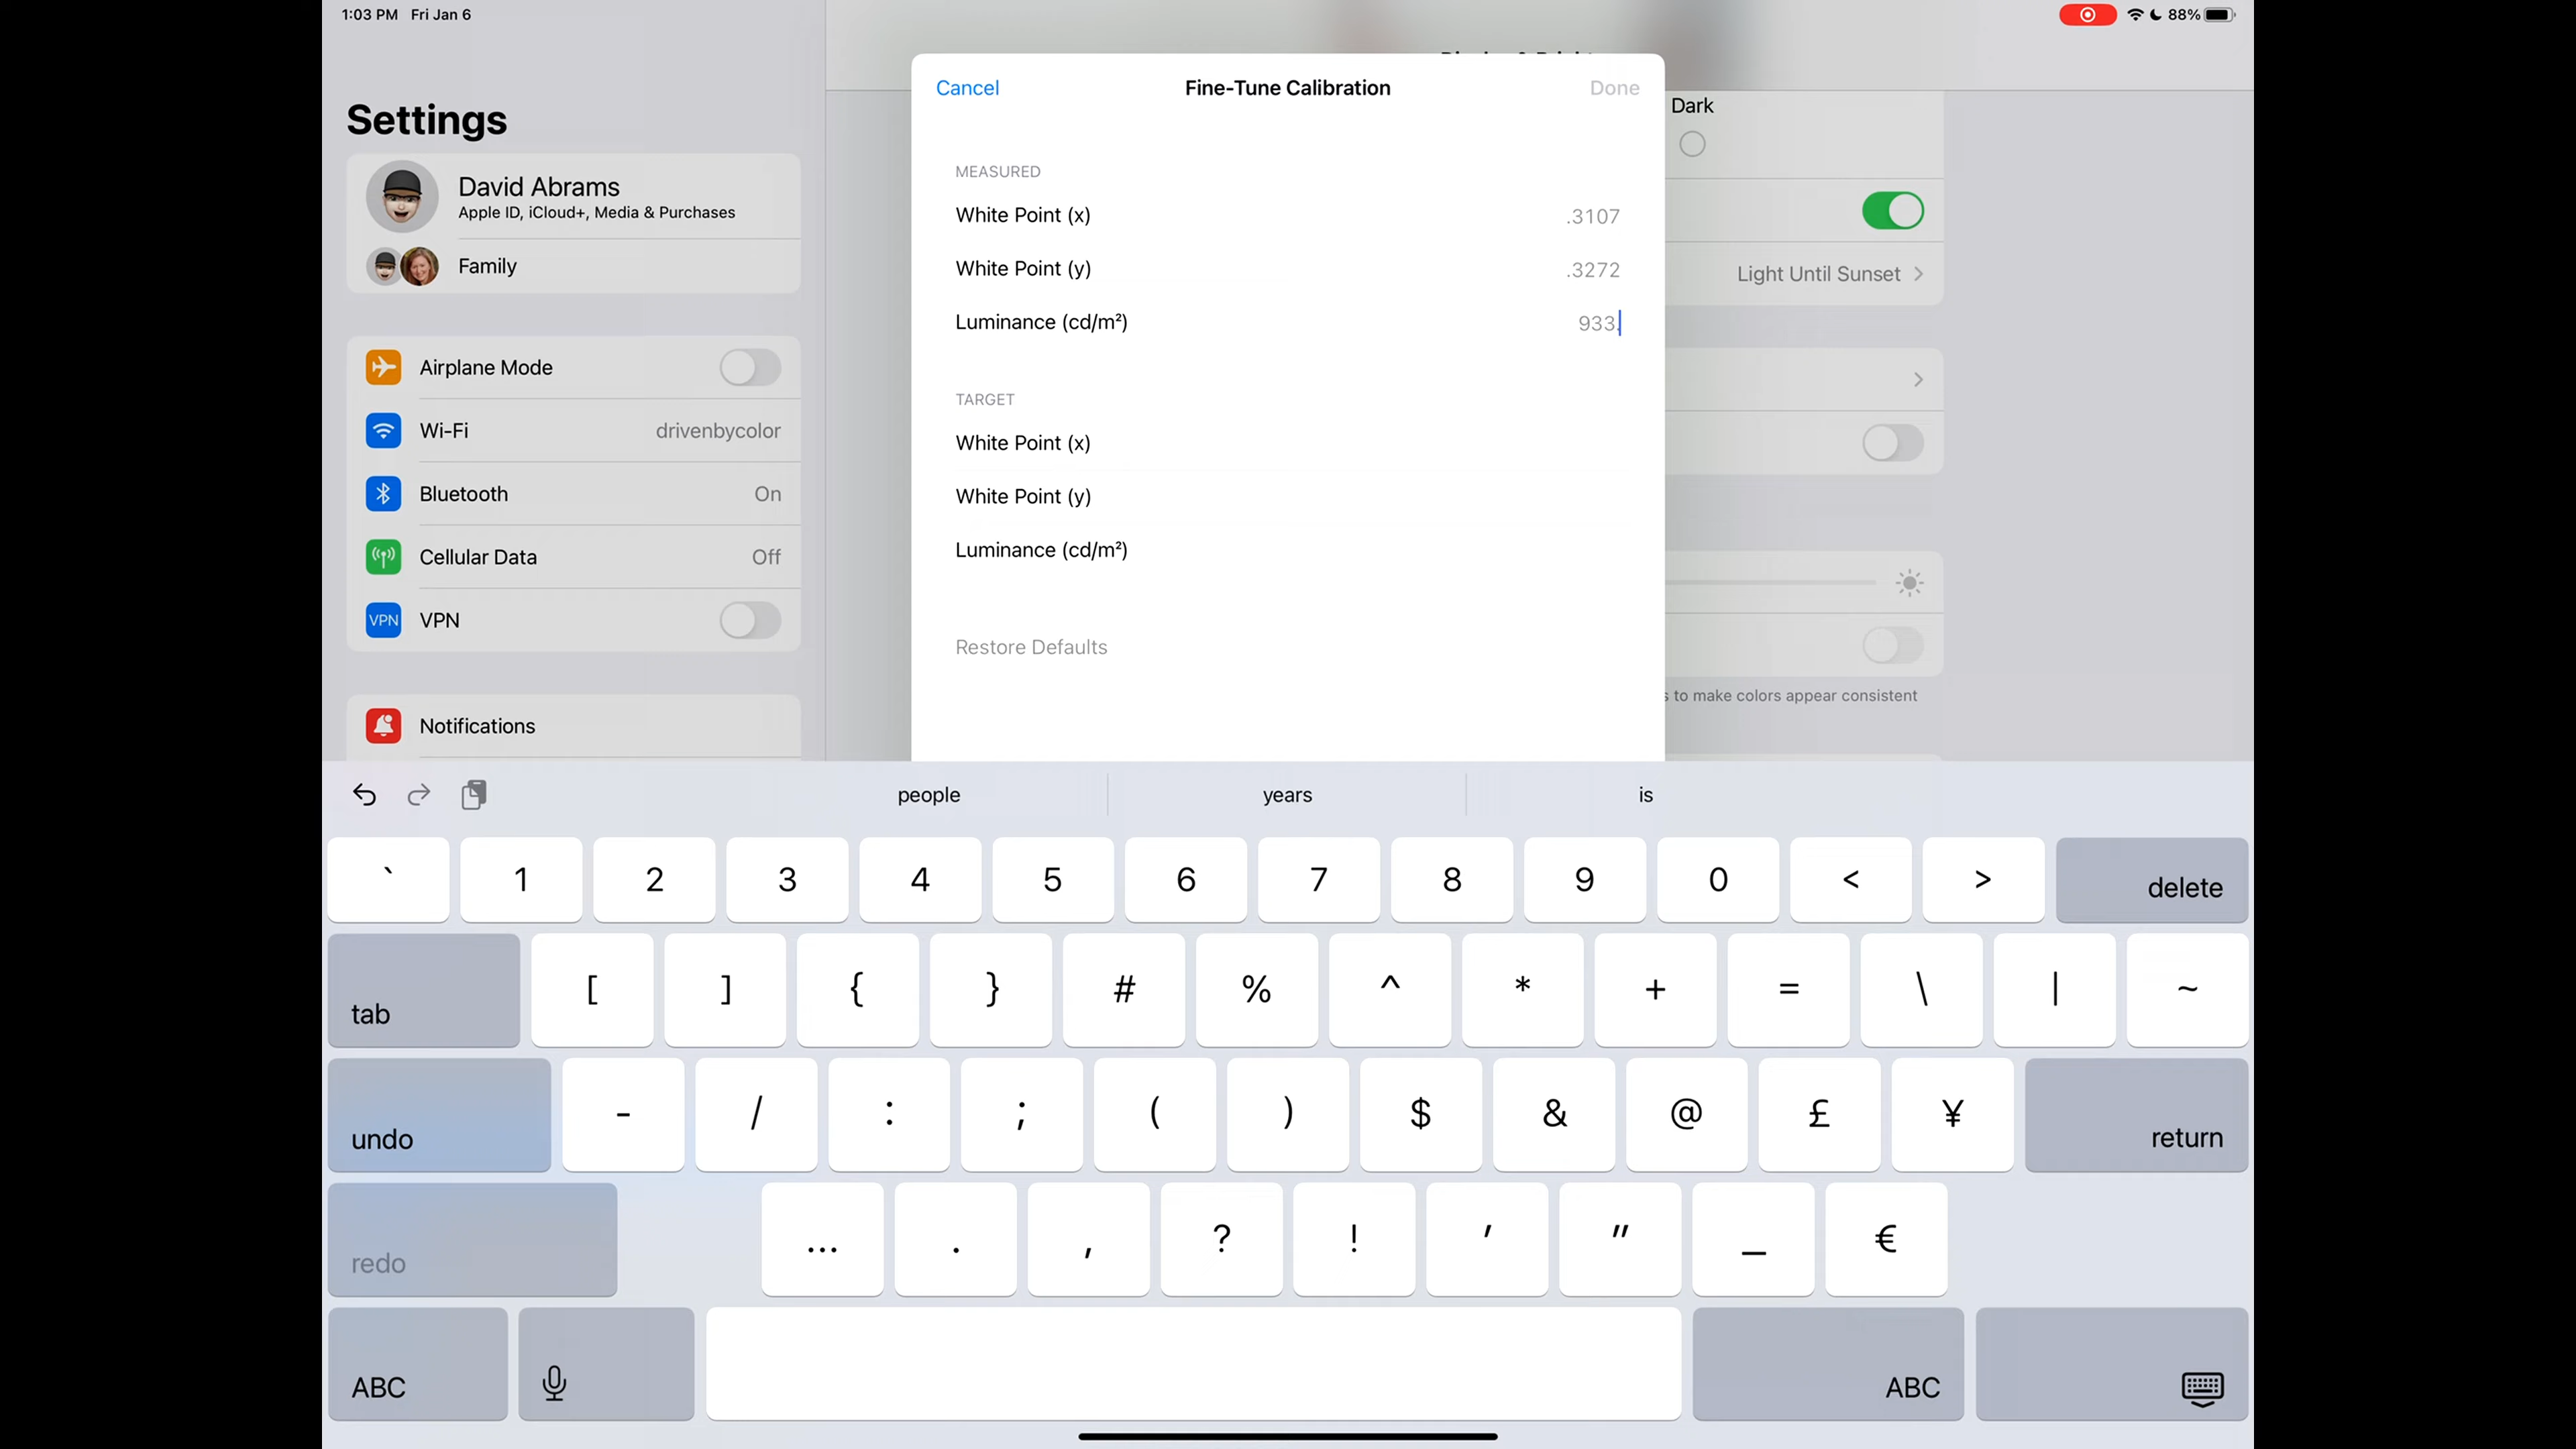 1:03 PM Fri Jan 6
88%
Settings
David Abrams
Apple ID, iCloud+, Media & Purchases
Family
Airplane Mode
Wi-Fi drivenbycolor
Bluetooth On
Cellular Data Off
VPN VPN
Notifications
Cancel Fine-Tune Calibration Done
MEASURED
White Point (x) .3107
White Point (y) .3272
Luminance (cd/m²) 933.
TARGET
White Point (x)
White Point (y)
Luminance (cd/m²)
Restore Defaults
Dark
Light Until Sunset
to make colors appear consistent
people years is
` 1 2 3 4 5 6 7 8 9 0 < > delete
tab [ ] { } # % ^ * + = \ | ~
undo - / : ; ( ) $ & @ £ ¥ return
redo ... . , ? ! ' " _ €
ABC ABC